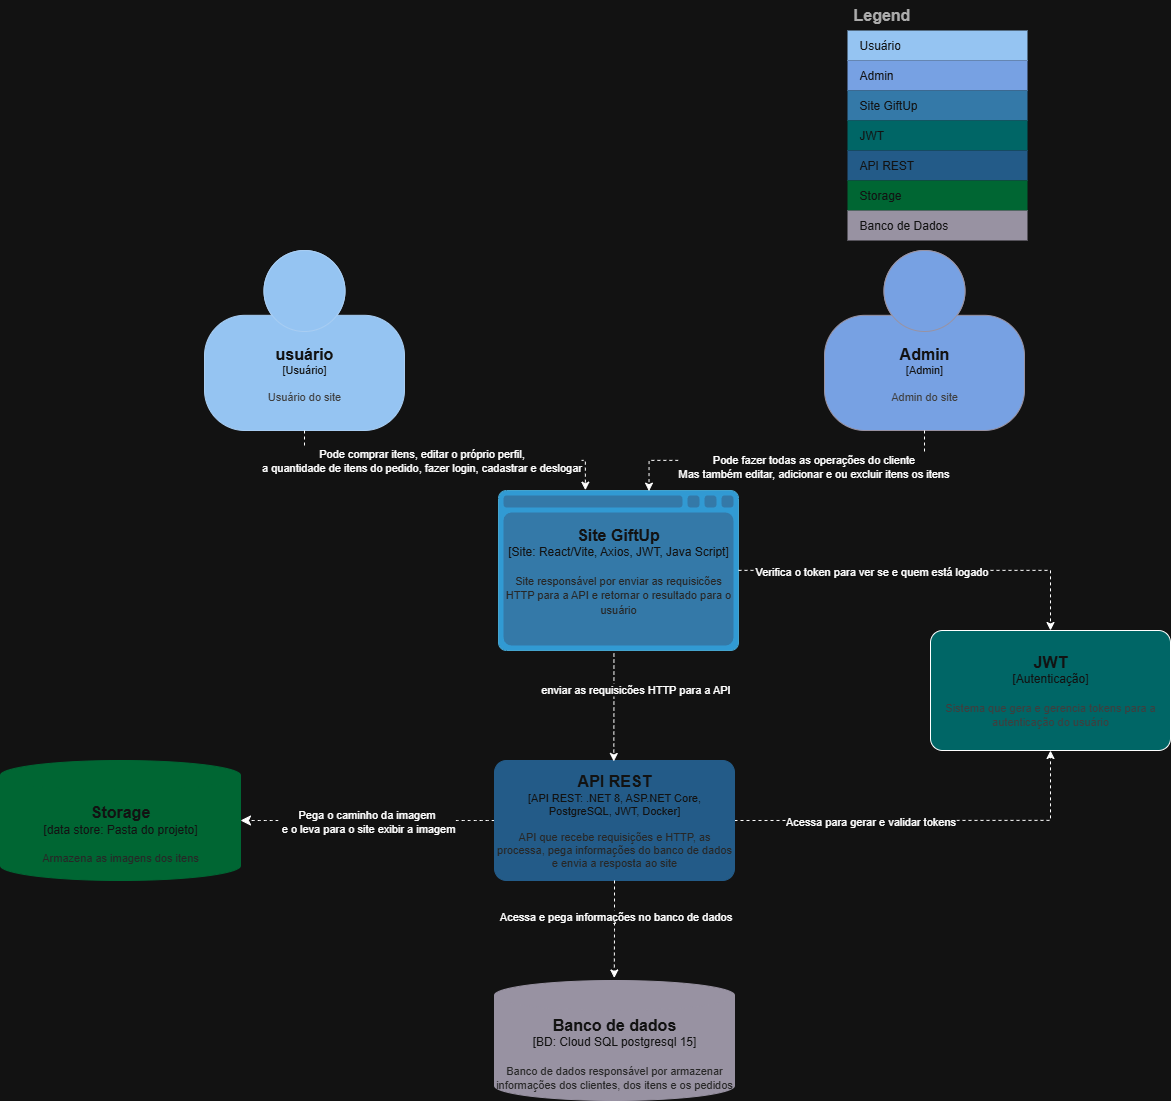 Legend
Usuário
Admin
Site GiftUp
JWT
API REST
Storage
Banco de Dados
usuário
[Usuário]
Usuário do site
Admin
[Admin]
Admin do site
Pode comprar itens, editar o próprio perfil,
a quantidade de itens do pedido, fazer login, cadastrar e deslogar
Pode fazer todas as operações do cliente
Mas também editar, adicionar e ou excluir itens os itens
Site GiftUp
[Site: React/Vite, Axios, JWT, Java Script]
Site responsável por enviar as requisicões
HTTP para a API e retornar o resultado para o
usuário
Verifica o token para ver se e quem está logado
JWT
[Autenticação]
Sistema que gera e gerencia tokens para a
autenticação do usuário
enviar as requisicões HTTP para a API
API REST
[API REST: .NET 8, ASP.NET Core,
PostgreSQL, JWT, Docker]
API que recebe requisições e HTTP, as
processa, pega informações do banco de dados
e envia a resposta ao site
Storage
[data store: Pasta do projeto]
Armazena as imagens dos itens
Pega o caminho da imagem
e o leva para o site exibir a imagem
Acessa para gerar e validar tokens
Acessa e pega informações no banco de dados
Banco de dados
[BD: Cloud SQL postgresql 15]
Banco de dados responsável por armazenar
informações dos clientes, dos itens e os pedidos